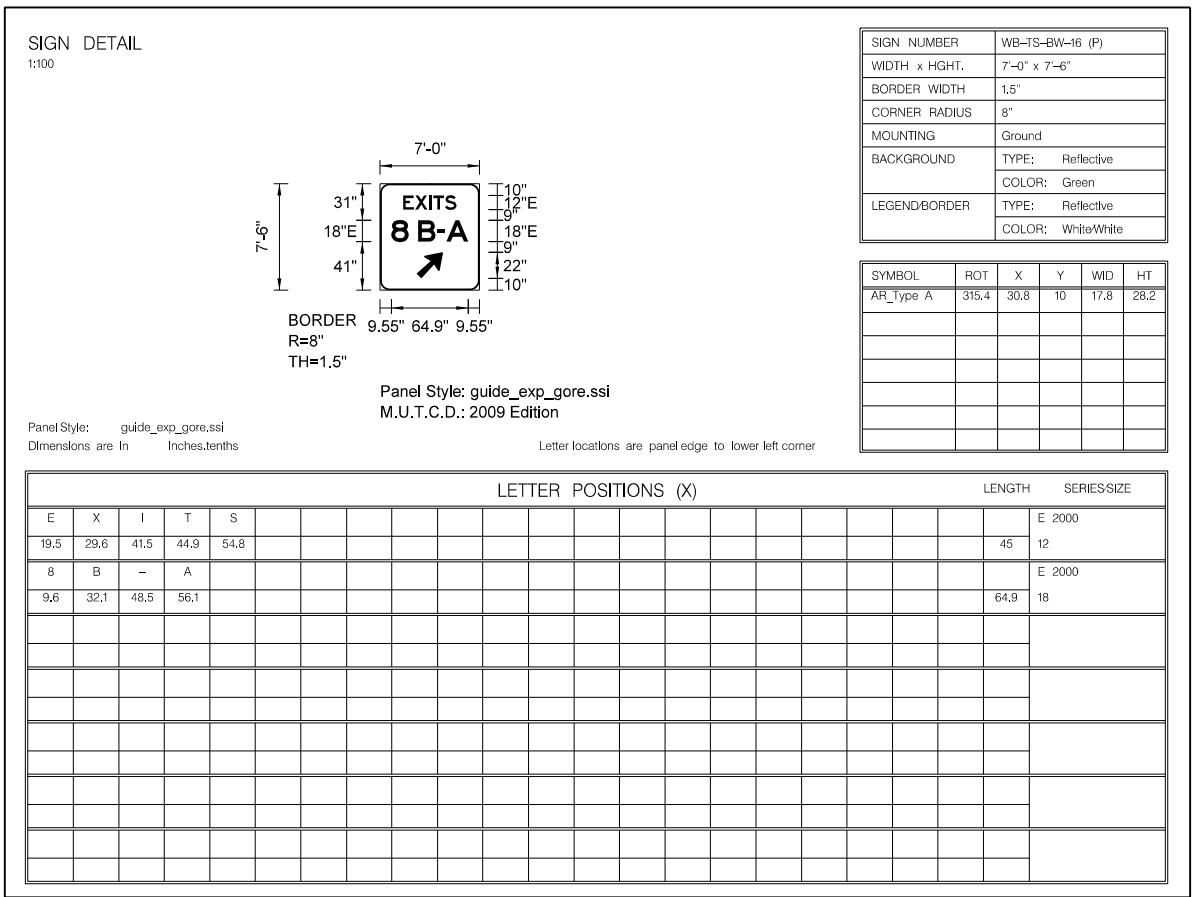 SIGN DETAIL
1:100
SIGN NUMBER WB-TS-BW-16 (P)
WIDTH x HGHT. 7'-0" x 7'-6"
BORDER WIDTH 1.5"
CORNER RADIUS 8"
MOUNTING Ground
BACKGROUND TYPE: Reflective
COLOR: Green
LEGEND/BORDER TYPE: Reflective
COLOR: White/White
7'-0"
7'-6"
31"
18"E
41"
EXITS
8 B-A
10"
12"E
9"
18"E
9"
22"
10"
9.55" 64.9" 9.55"
BORDER
R=8"
TH=1.5"
Panel Style: guide_exp_gore.ssi
M.U.T.C.D.: 2009 Edition
SYMBOL ROT X Y WID HT
AR_Type A 315.4 30.8 10 17.8 28.2
Panel Style: guide_exp_gore.ssi
Dimensions are in Inches.tenths
Letter locations are panel edge to lower left corner
LETTER POSITIONS (X) LENGTH SERIES/SIZE
E X I T S E 2000
19.5 29.6 41.5 44.9 54.8 45 12
8 B - A E 2000
9.6 32.1 48.5 56.1 64.9 18